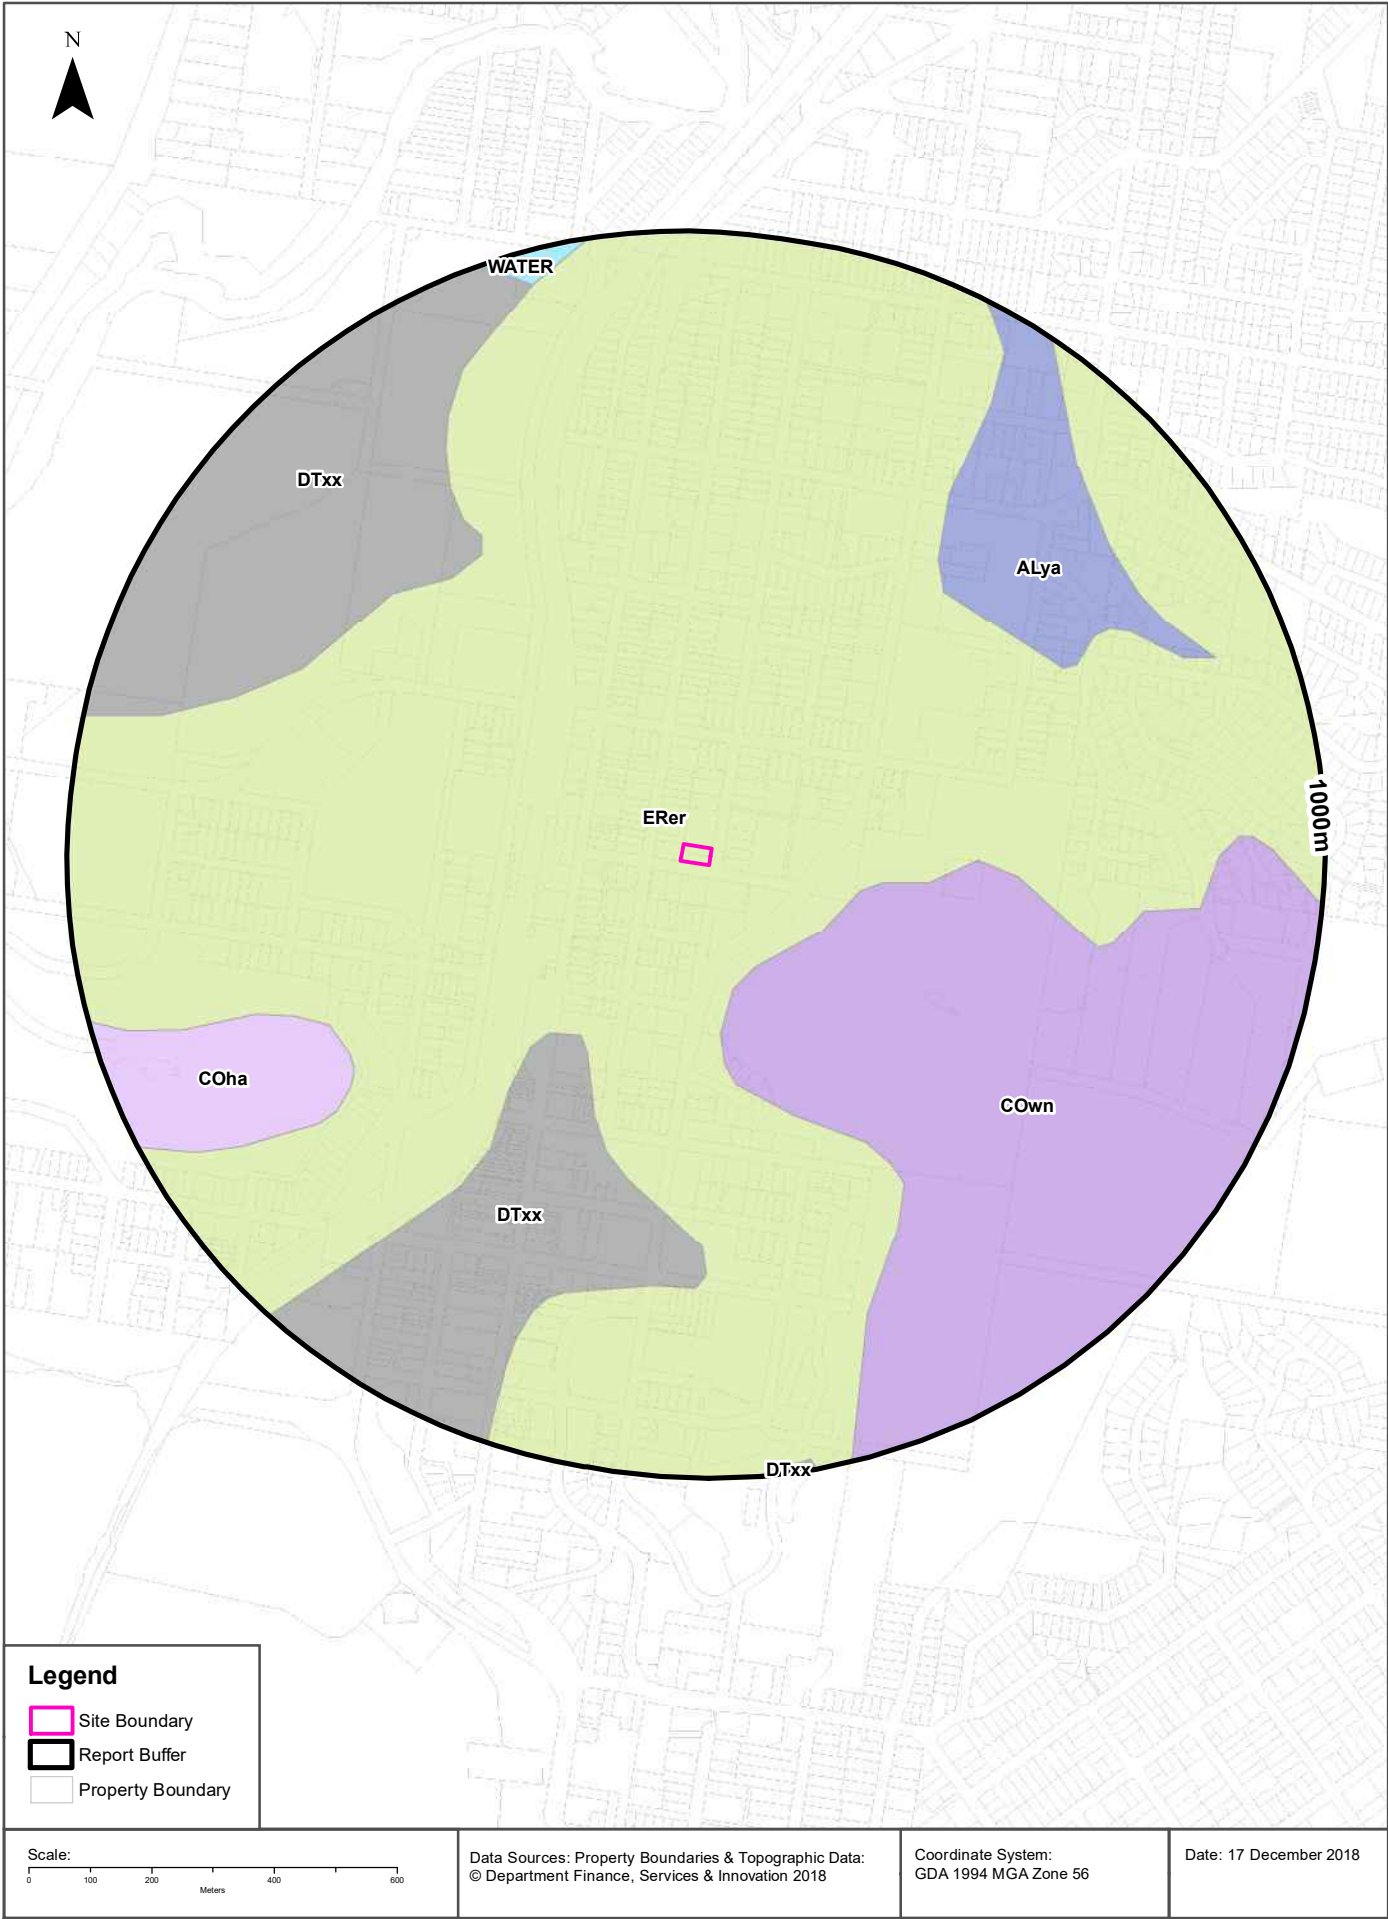 N
WATER
DTxx
ALya
ERer
1000m
COha
COwn
DTxx
DTxx
Legend
Site Boundary
Report Buffer
Property Boundary
Scale:
0 100 200 400 600
Meters
Data Sources: Property Boundaries & Topographic Data:
© Department Finance, Services & Innovation 2018
Coordinate System:
GDA 1994 MGA Zone 56
Date: 17 December 2018